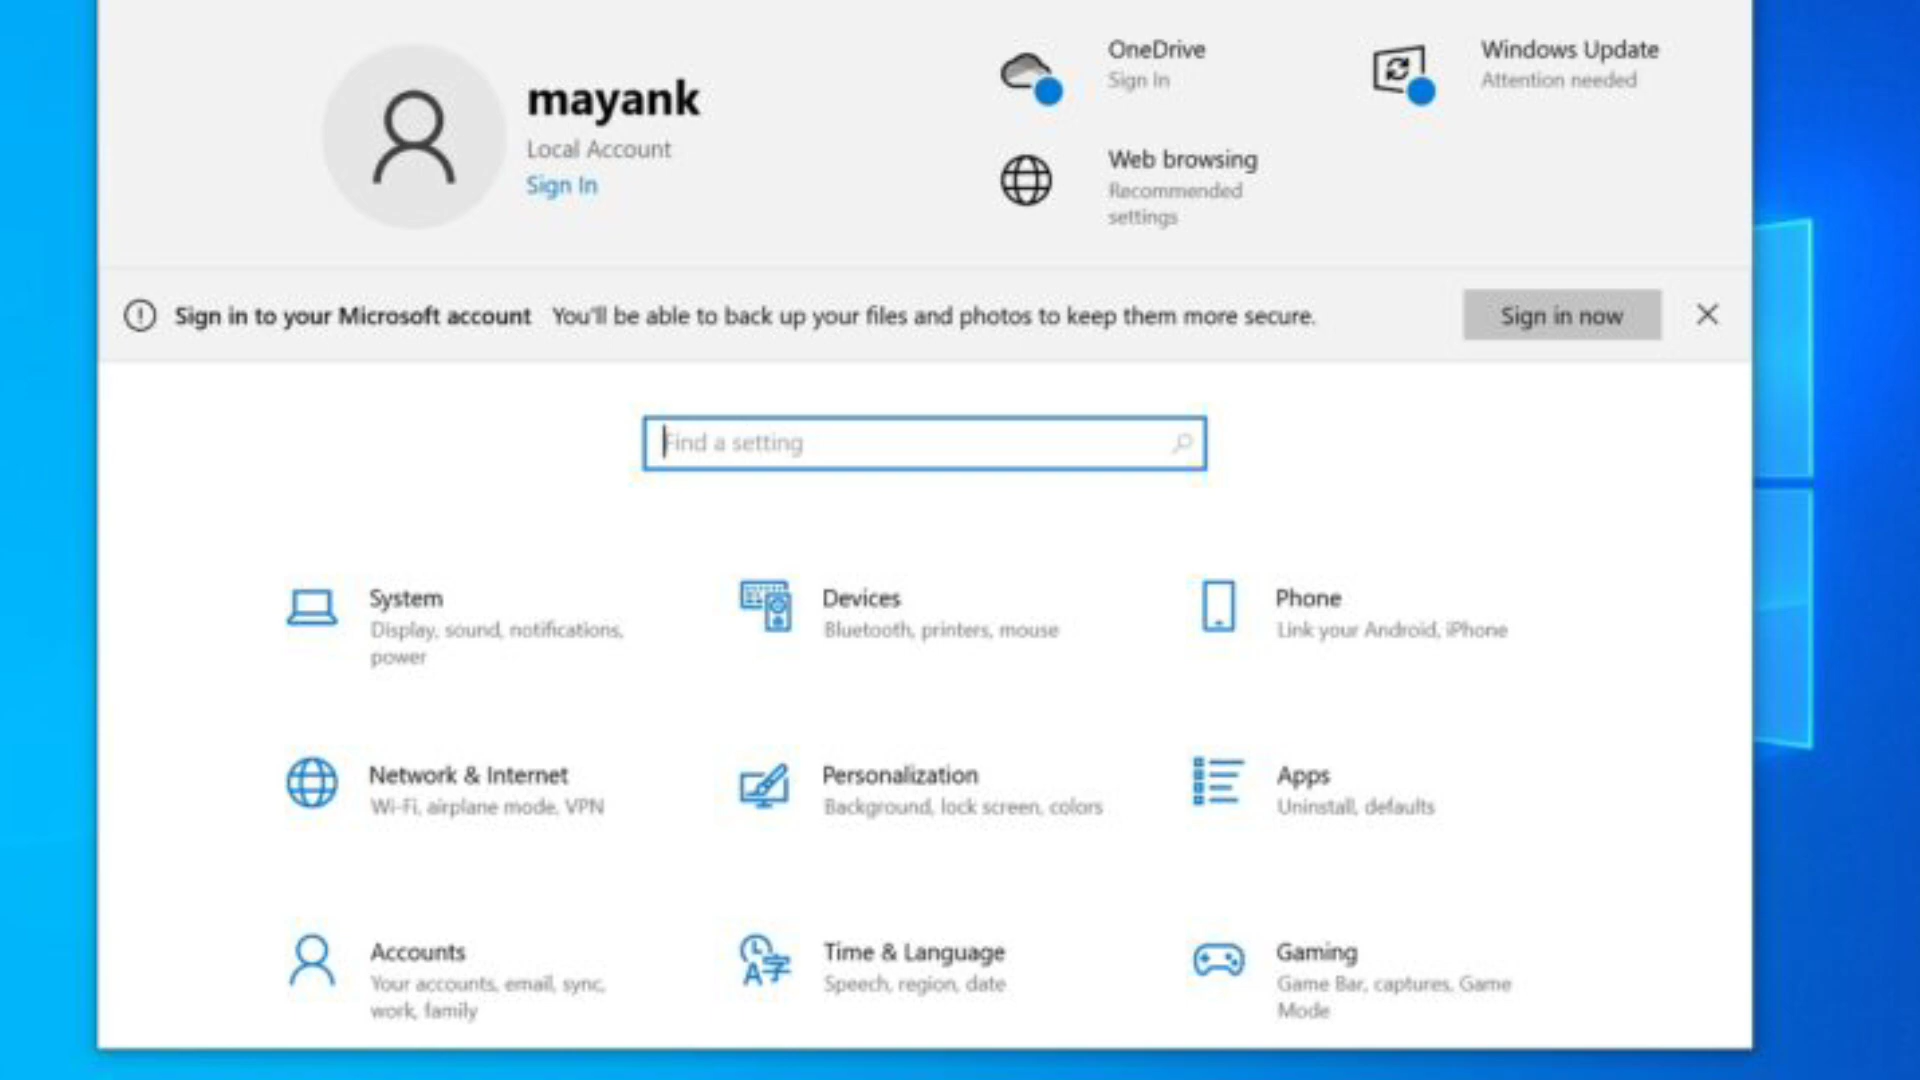 mayank
Local Account
Sign In
OneDrive
Sign In
Windows Update
Attention needed
Web browsing
Recommended
settings
Sign in to your Microsoft account You'll be able to back up your files and photos to keep them more secure.
Sign in now
Find a setting
System
Display, sound, notifications,
power
Devices
Bluetooth, printers, mouse
Phone
Link your Android, iPhone
Network & Internet
Wi-Fi, airplane mode, VPN
Personalization
Background, lock screen, colors
Apps
Uninstall, defaults
Accounts
Your accounts, email, sync,
work, family
Time & Language
Speech, region, date
Gaming
Game Bar, captures, Game
Mode